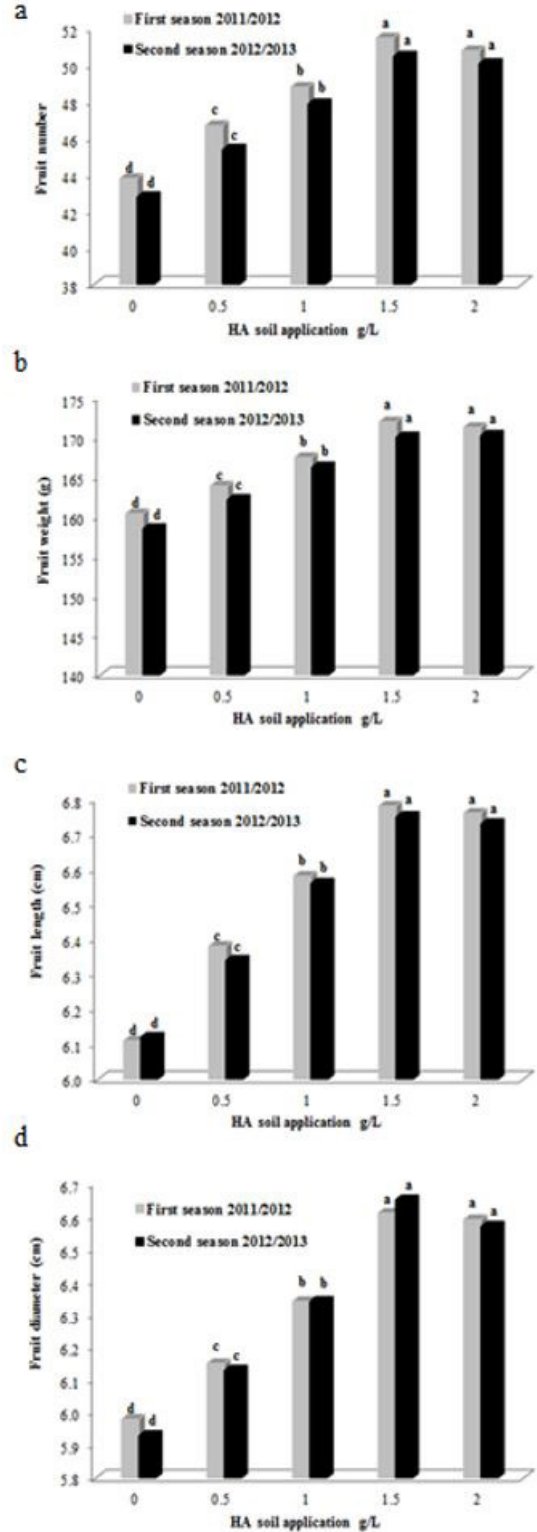 a
First season 2011/2012
Second season 2012/2013
Fruit number
52
50
48
46
44
42
40
38
d d
c c
b b
a a
a a
0 0.5 1 1.5 2
HA soil application g/L
b
First season 2011/2012
Second season 2012/2013
Fruit weight (g)
175
170
165
160
155
150
145
140
d d
c c
b b
a a
a a
0 0.5 1 1.5 2
HA soil application g/L
c
First season 2011/2012
Second season 2012/2013
Fruit length (cm)
6.8
6.7
6.6
6.5
6.4
6.3
6.2
6.1
6.0
d d
c c
b b
a a
a a
0 0.5 1 1.5 2
HA soil application g/L
d
First season 2011/2012
Second season 2012/2013
Fruit diameter (cm)
6.7
6.6
6.5
6.4
6.3
6.2
6.1
6.0
5.9
5.8
d d
c c
b b
a a
a a
0 0.5 1 1.5 2
HA soil application g/L